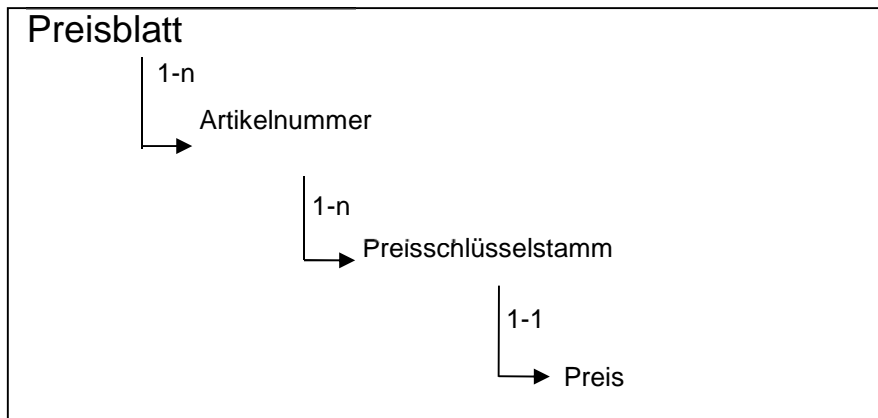 Preisblatt
1-n
Artikelnummer
1-n
Preisschlüsselstamm
1-1
Preis